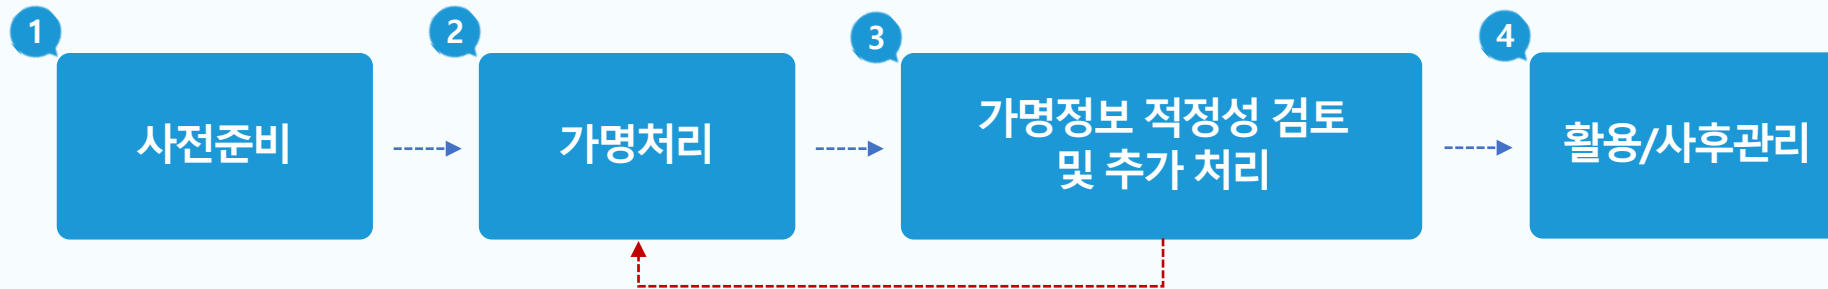 1
사전준비
2
가명처리
3
가명정보 적정성 검토
및 추가 처리
4
활용/사후관리